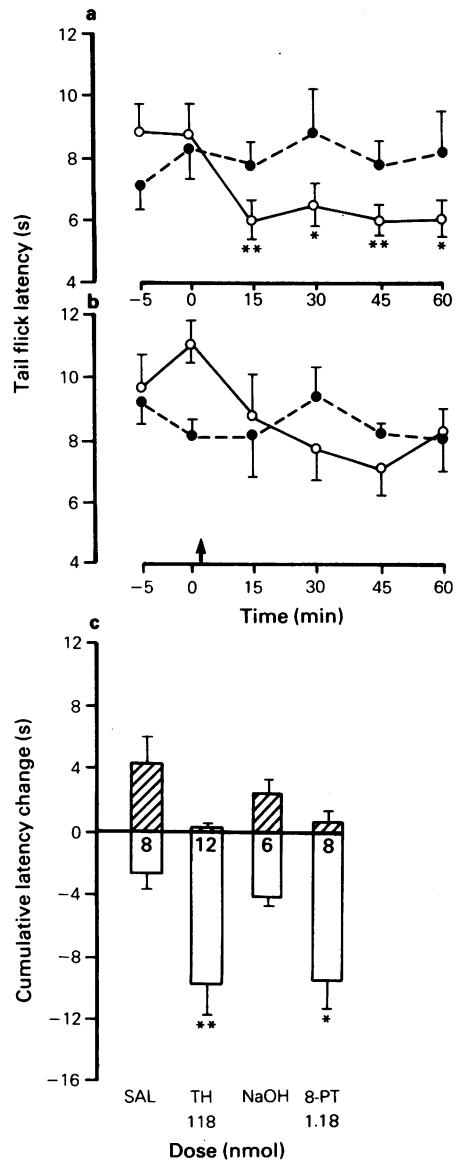 a
12
10
8
6
4
** * ** *
−5 0 15 30 45 60
Tail flick latency (s)
b
12
10
8
6
4
−5 0 15 30 45 60
Time (min)
c
12
8
4
0
−4
−8
−12
−16
Cumulative latency change (s)
8 12 6 8
** *
SAL TH NaOH 8-PT
118 1.18
Dose (nmol)